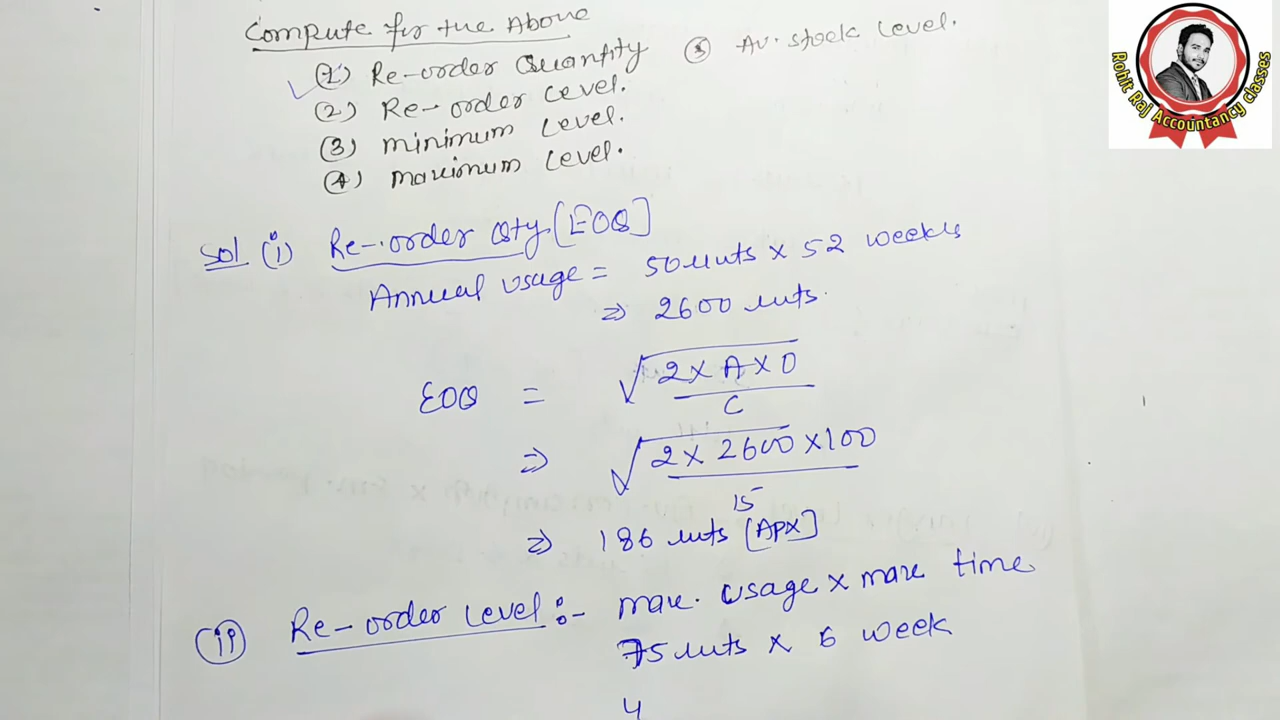 Compute for the Above
(1) Re-order Quantity (5) Av. stock Level.
(2) Re-order Level.
(3) minimum Level.
(4) maximum Level.
Sol (i) Re-order Qty. [EOQ]
Annual usage = 50 units x 52 weeks
⇒ 2600 units.
EOQ = √2 x A x O
C
⇒ √2 x 2600 x 100
15
⇒ 186 units [Apx]
(ii) Re-order Level :- max. usage x max time
75 units x 6 week
4
Rohit Raj Accountancy classes